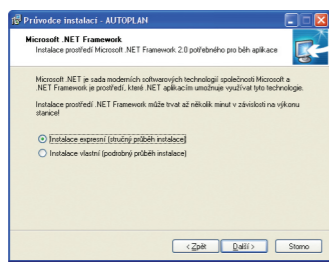 Průvodce instalací - AUTOPLAN
Microsoft .NET Framework
Instalace prostředí Microsoft .NET Framework 2.0 potřebného pro běh aplikace
Microsoft .NET je sada moderních softwarových technologií společnosti Microsoft a
.NET Framework je prostředí, které .NET aplikacím umožnuje využívat tyto technologie.
Instalace prostředí .NET Framework může trvat až několik minut v závislosti na výkonu
stanice!
Instalace expresní (stručný průběh instalace)
Instalace vlastní (podrobný průběh instalace)
< Zpět
Další >
Storno